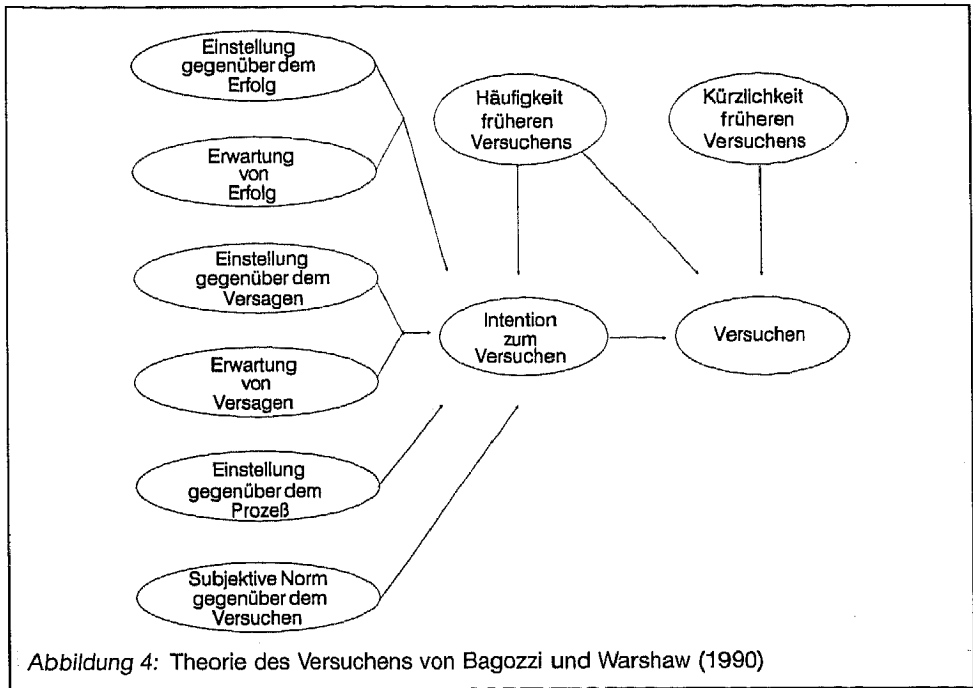 Einstellung
gegenüber dem
Erfolg
Erwartung
von
Erfolg
Einstellung
gegenüber dem
Versagen
Erwartung
von
Versagen
Einstellung
gegenüber dem
Prozeß
Subjektive Norm
gegenüber dem
Versuchen
Häufigkeit
früheren
Versuchens
Kürzlichkeit
früheren
Versuchens
Intention
zum
Versuchen
Versuchen
Abbildung 4: Theorie des Versuchens von Bagozzi und Warshaw (1990)